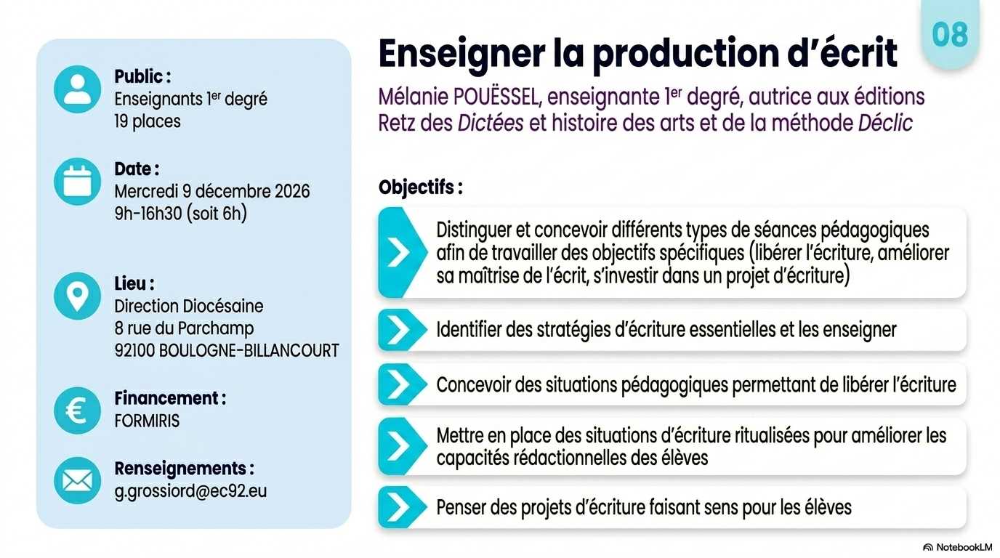 08
Enseigner la production d’écrit
Mélanie POUËSSEL, enseignante 1er degré, autrice aux éditions
Retz des Dictées et histoire des arts et de la méthode Déclic
Public :
Enseignants 1er degré
19 places
Date :
Mercredi 9 décembre 2026
9h-16h30 (soit 6h)
Lieu :
Direction Diocésaine
8 rue du Parchamp
92100 BOULOGNE-BILLANCOURT
Financement :
FORMIRIS
Renseignements :
g.grossiord@ec92.eu
Objectifs :
Distinguer et concevoir différents types de séances pédagogiques
afin de travailler des objectifs spécifiques (libérer l’écriture, améliorer
sa maîtrise de l’écrit, s’investir dans un projet d’écriture)
Identifier des stratégies d’écriture essentielles et les enseigner
Concevoir des situations pédagogiques permettant de libérer l’écriture
Mettre en place des situations d’écriture ritualisées pour améliorer les
capacités rédactionnelles des élèves
Penser des projets d’écriture faisant sens pour les élèves
NotebookLM